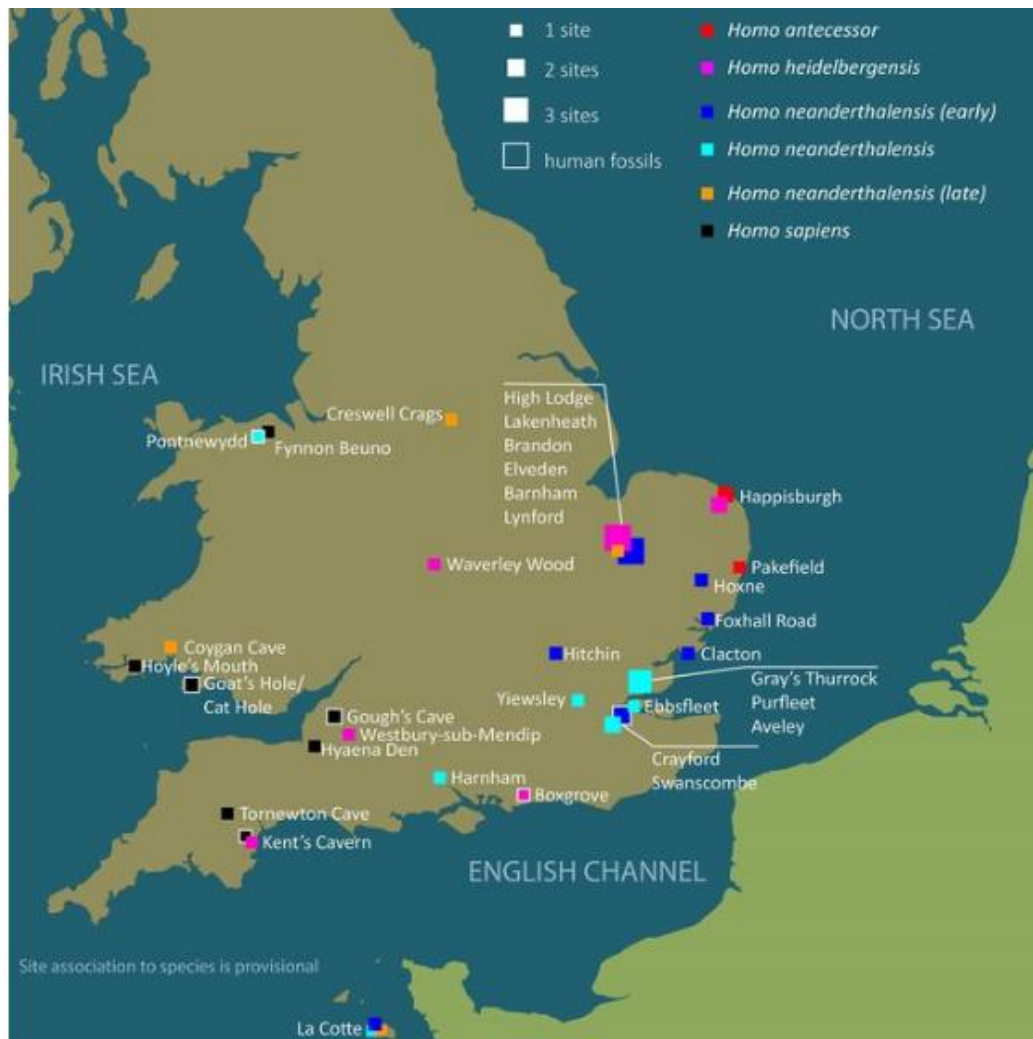 1 site
2 sites
3 sites
human fossils
Homo antecessor
Homo heidelbergensis
Homo neanderthalensis (early)
Homo neanderthalensis
Homo neanderthalensis (late)
Homo sapiens
NORTH SEA
IRISH SEA
Creswell Crags
Pontnewydd
Fynnon Beuno
High Lodge
Lakenheath
Brandon
Elveden
Barnham
Lynford
Happisburgh
Waverley Wood
Pakefield
Hoxne
Foxhall Road
Coygan Cave
Hoyle's Mouth
Goat's Hole/
Cat Hole
Hitchin
Clacton
Gray's Thurrock
Purfleet
Aveley
Yiewsley
Ebbsfleet
Gough's Cave
Westbury-sub-Mendip
Hyaena Den
Crayford
Swanscombe
Harnham
Boxgrove
Tornewton Cave
Kent's Cavern
ENGLISH CHANNEL
Site association to species is provisional
La Cotte